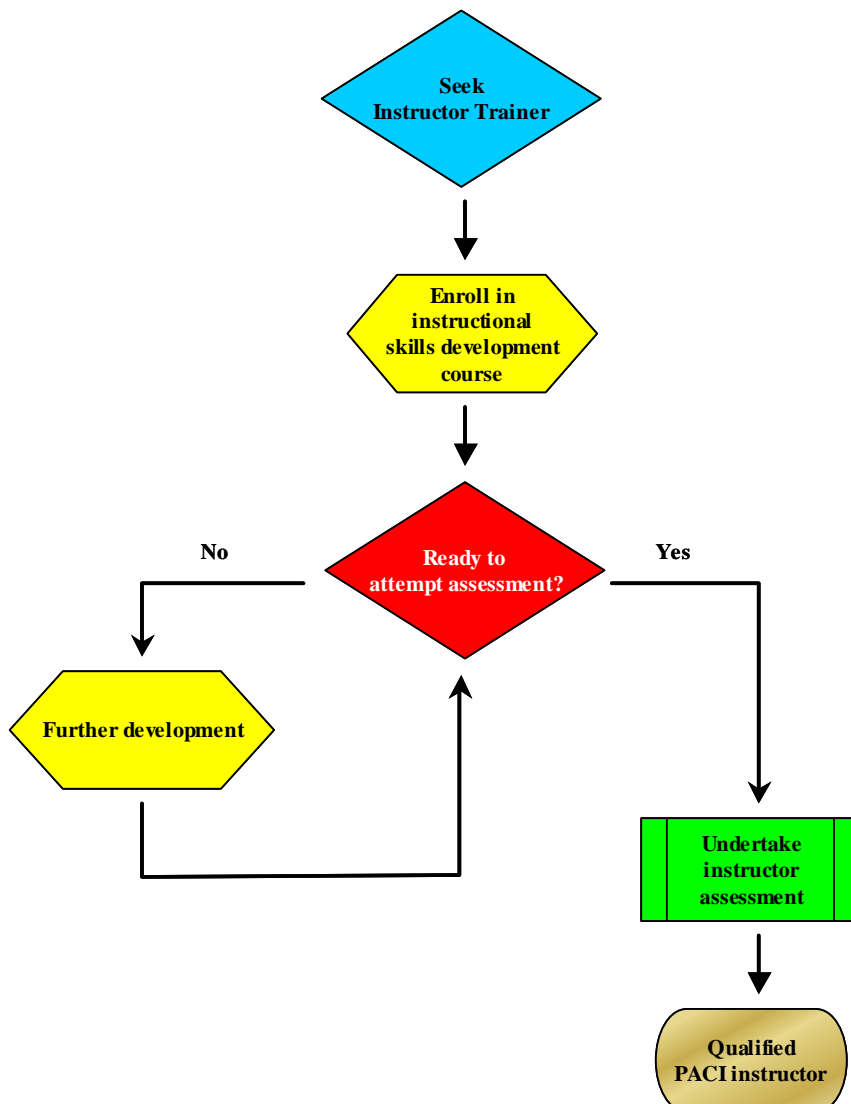 Seek
Instructor Trainer
Enroll in
instructional
skills development
course
No
Ready to
attempt assessment?
Yes
Further development
Undertake
instructor
assessment
Qualified
PACI instructor